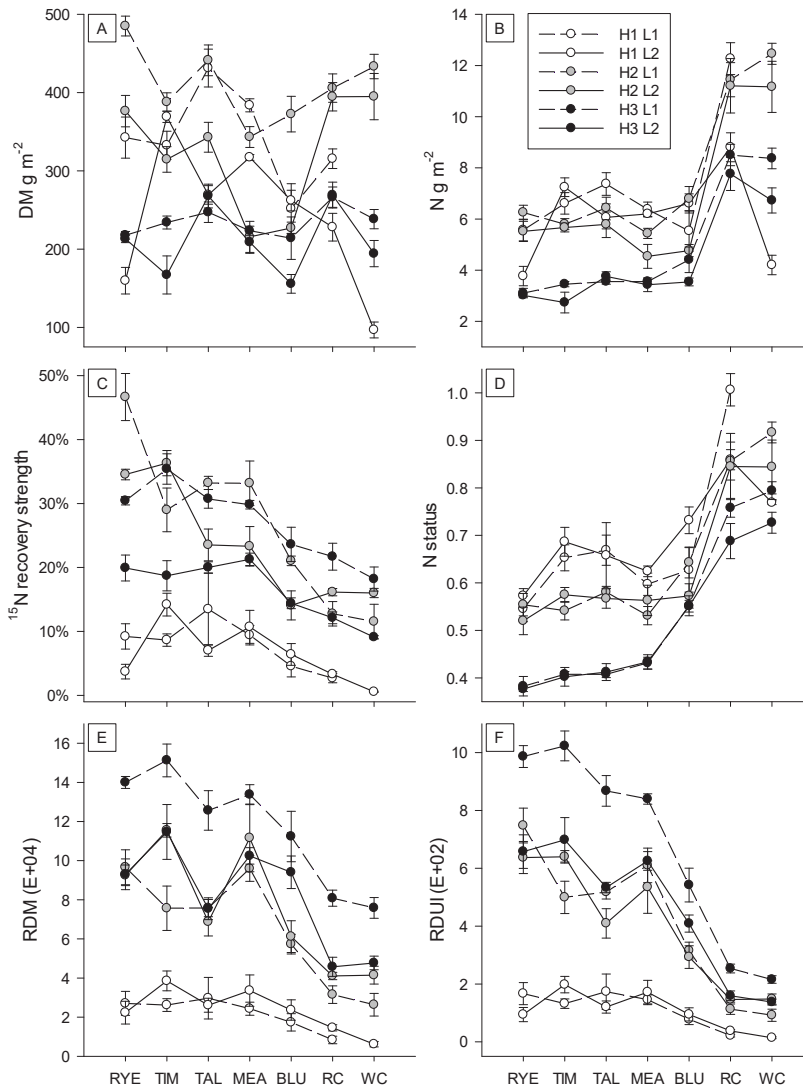 A
500
400
300
200
100
DM g m-2
B
14
12
10
8
6
4
2
N g m-2
H1 L1
H1 L2
H2 L1
H2 L2
H3 L1
H3 L2
C
50%
40%
30%
20%
10%
0%
15N recovery strength
D
1.0
0.9
0.8
0.7
0.6
0.5
0.4
N status
E
16
14
12
10
8
6
4
2
0
RDM (E+04)
RYE TIM TAL MEA BLU RC WC
F
10
8
6
4
2
0
RDUI (E+02)
RYE TIM TAL MEA BLU RC WC